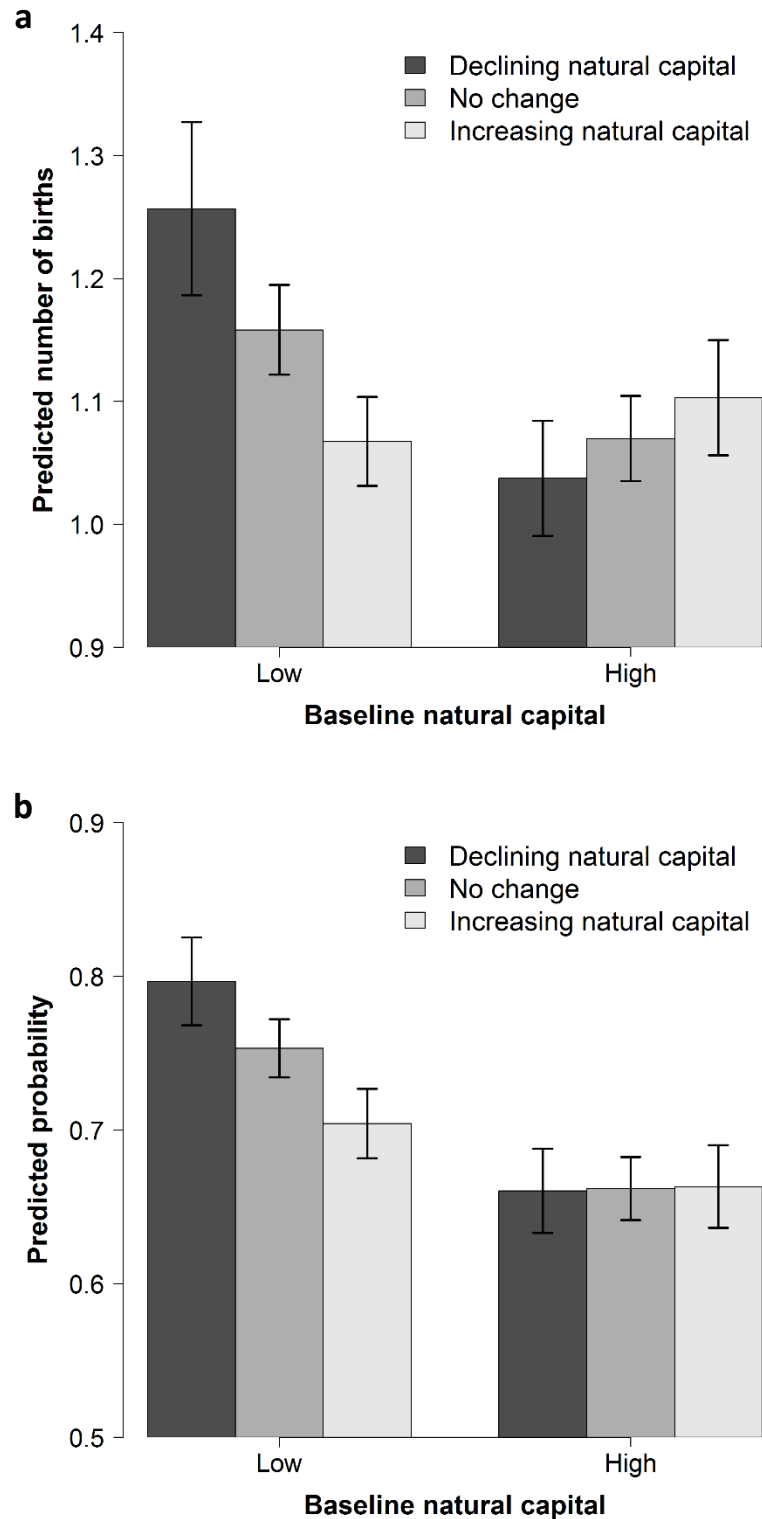 a
1.4
Declining natural capital
No change
Increasing natural capital
1.3
1.2
1.1
1.0
0.9
Predicted number of births
Low
High
Baseline natural capital
b
0.9
Declining natural capital
No change
Increasing natural capital
0.8
0.7
0.6
0.5
Predicted probability
Low
High
Baseline natural capital